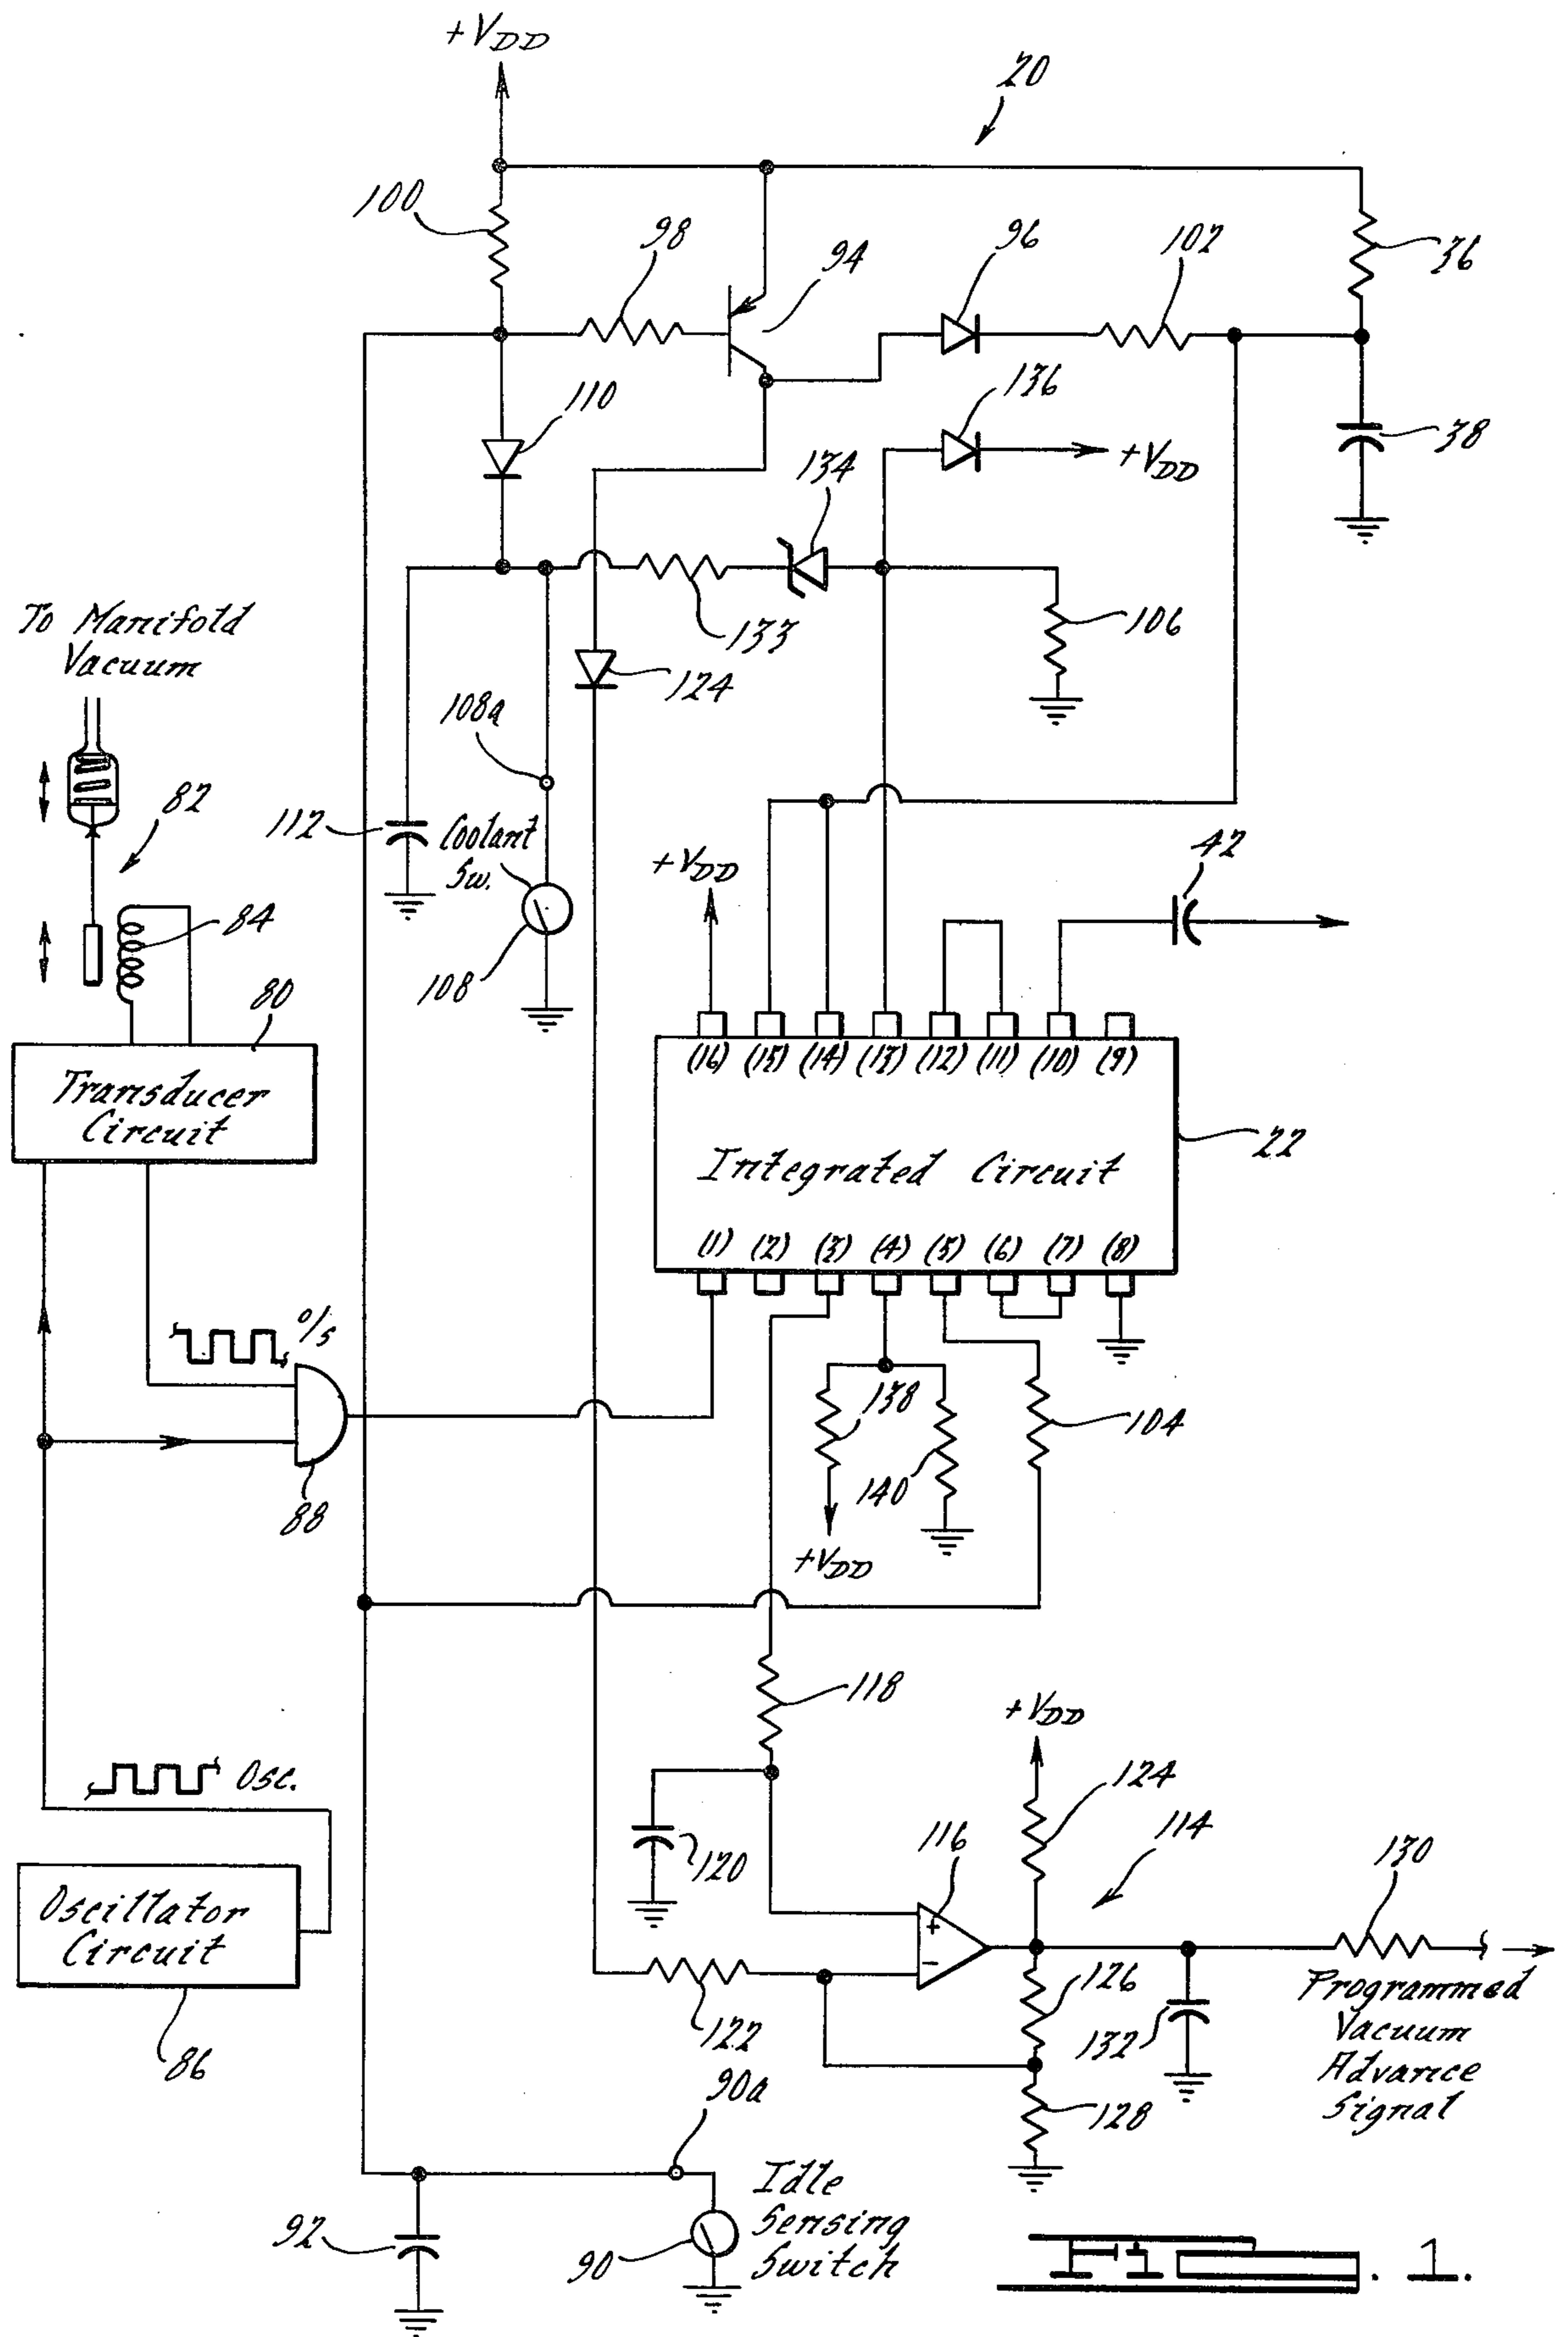 +VDD
20
100
98
94
96
102
36
110
136
+VDD
38
134
To Manifold
Vacuum
133
106
124
108a
82
112
Coolant
Sw.
+VDD
42
84
108
80
(16) (15) (14) (13) (12) (11) (10) (9)
Transducer
Circuit
Integrated Circuit
22
(1) (2) (3) (4) (5) (6) (7) (8)
0/s
138
104
140
88
+VDD
118
+VDD
Osc.
124
116
114
120
130
Oscillator
Circuit
+
-
126
Programmed
Vacuum
Advance
Signal
122
132
86
90a
128
Idle
Sensing
Switch
92
90
Fig. 1.